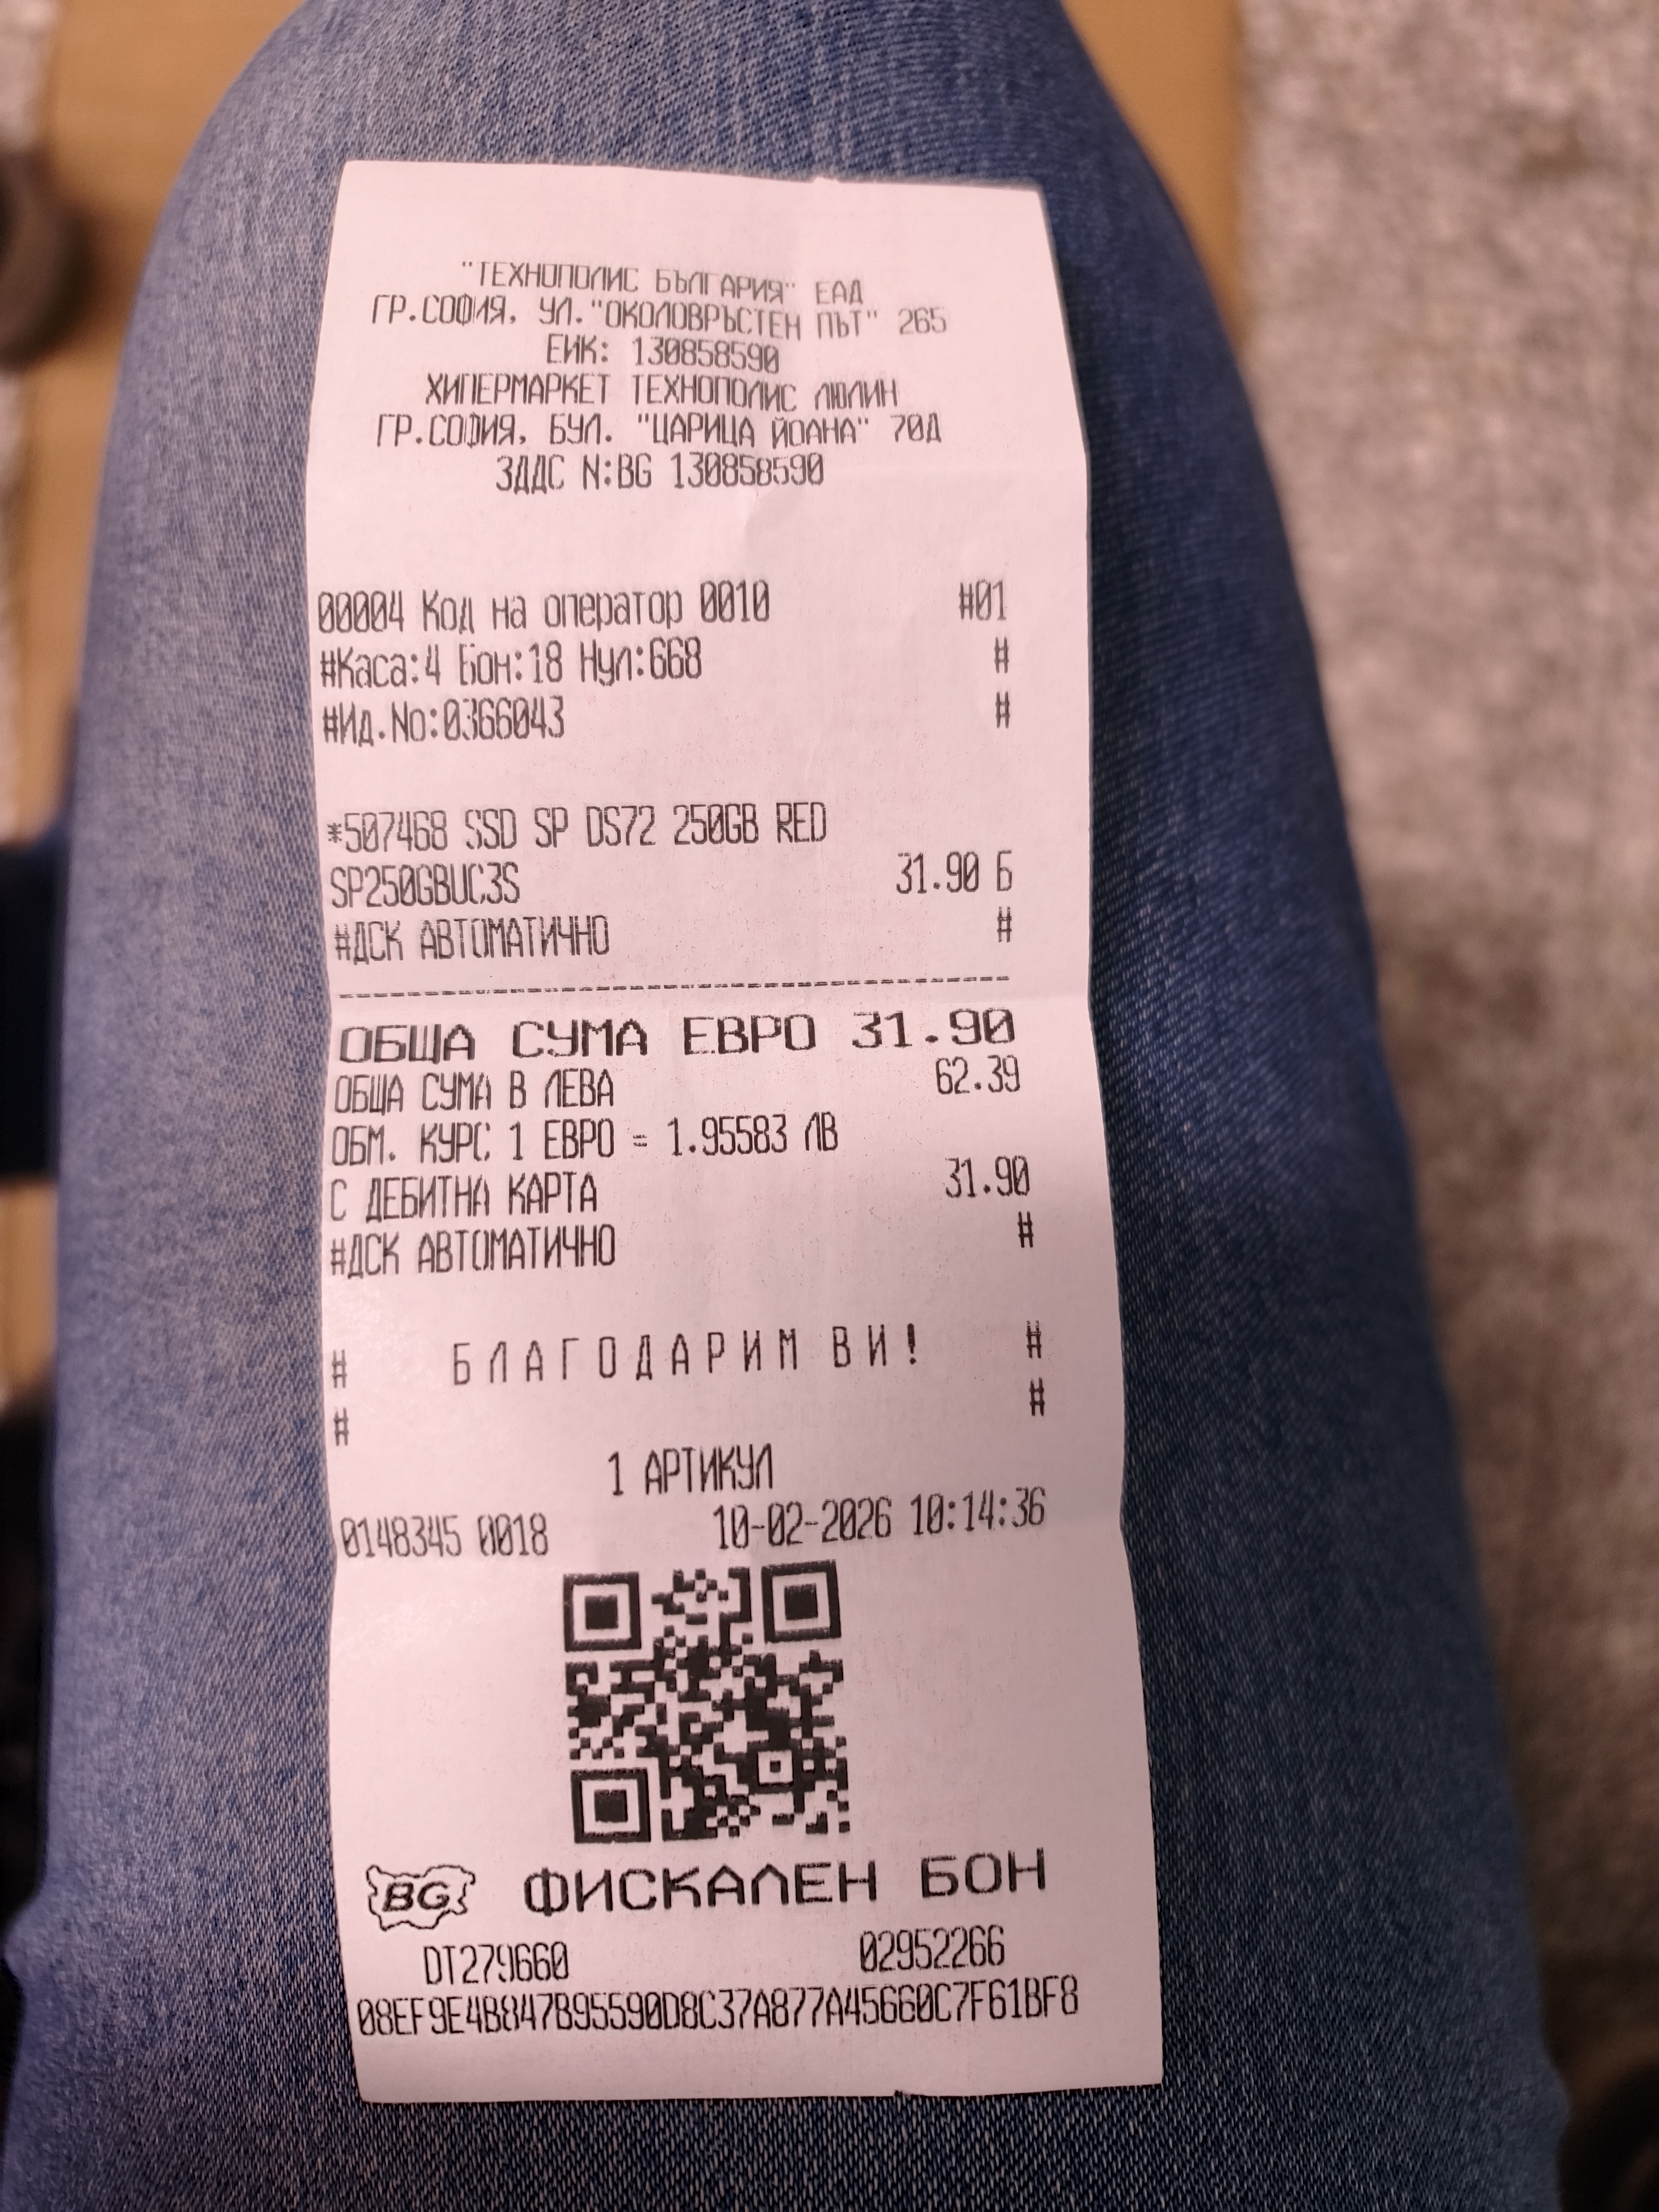 "ТЕХНОПОЛИС БЪЛГАРИЯ" ЕАД
ГР.СОФИЯ, УЛ."ОКОЛОВРЪСТЕН ПЪТ" 265
ЕИК: 130858590
ХИПЕРМАРКЕТ ТЕХНОПОЛИС ЛЮЛИН
ГР.СОФИЯ, БУЛ. "ЦАРИЦА ЙОАНА" 70Д
ЗДДС N:BG 130858590
00004 Код на оператор 0010 #01
#Каса:4 Бон:18 Нул:668 #
#Ид.No:0366043 #
*507468 SSD SP DS72 250GB RED
SP250GBUC3S 31.90 Б
#ДСК АВТОМАТИЧНО #
ОБЩА СУМА ЕВРО 31.90
ОБЩА СУМА В ЛЕВА 62.39
ОБМ. КУРС 1 ЕВРО = 1.95583 ЛВ
С ДЕБИТНА КАРТА 31.90
#ДСК АВТОМАТИЧНО #
# БЛАГОДАРИМ ВИ! #
# #
1 АРТИКУЛ
0148345 0018 10-02-2026 10:14:36
BG ФИСКАЛЕН БОН
DT279660 02952266
08EF9E4B847B95590D8C37A877A45660C7F61BF8